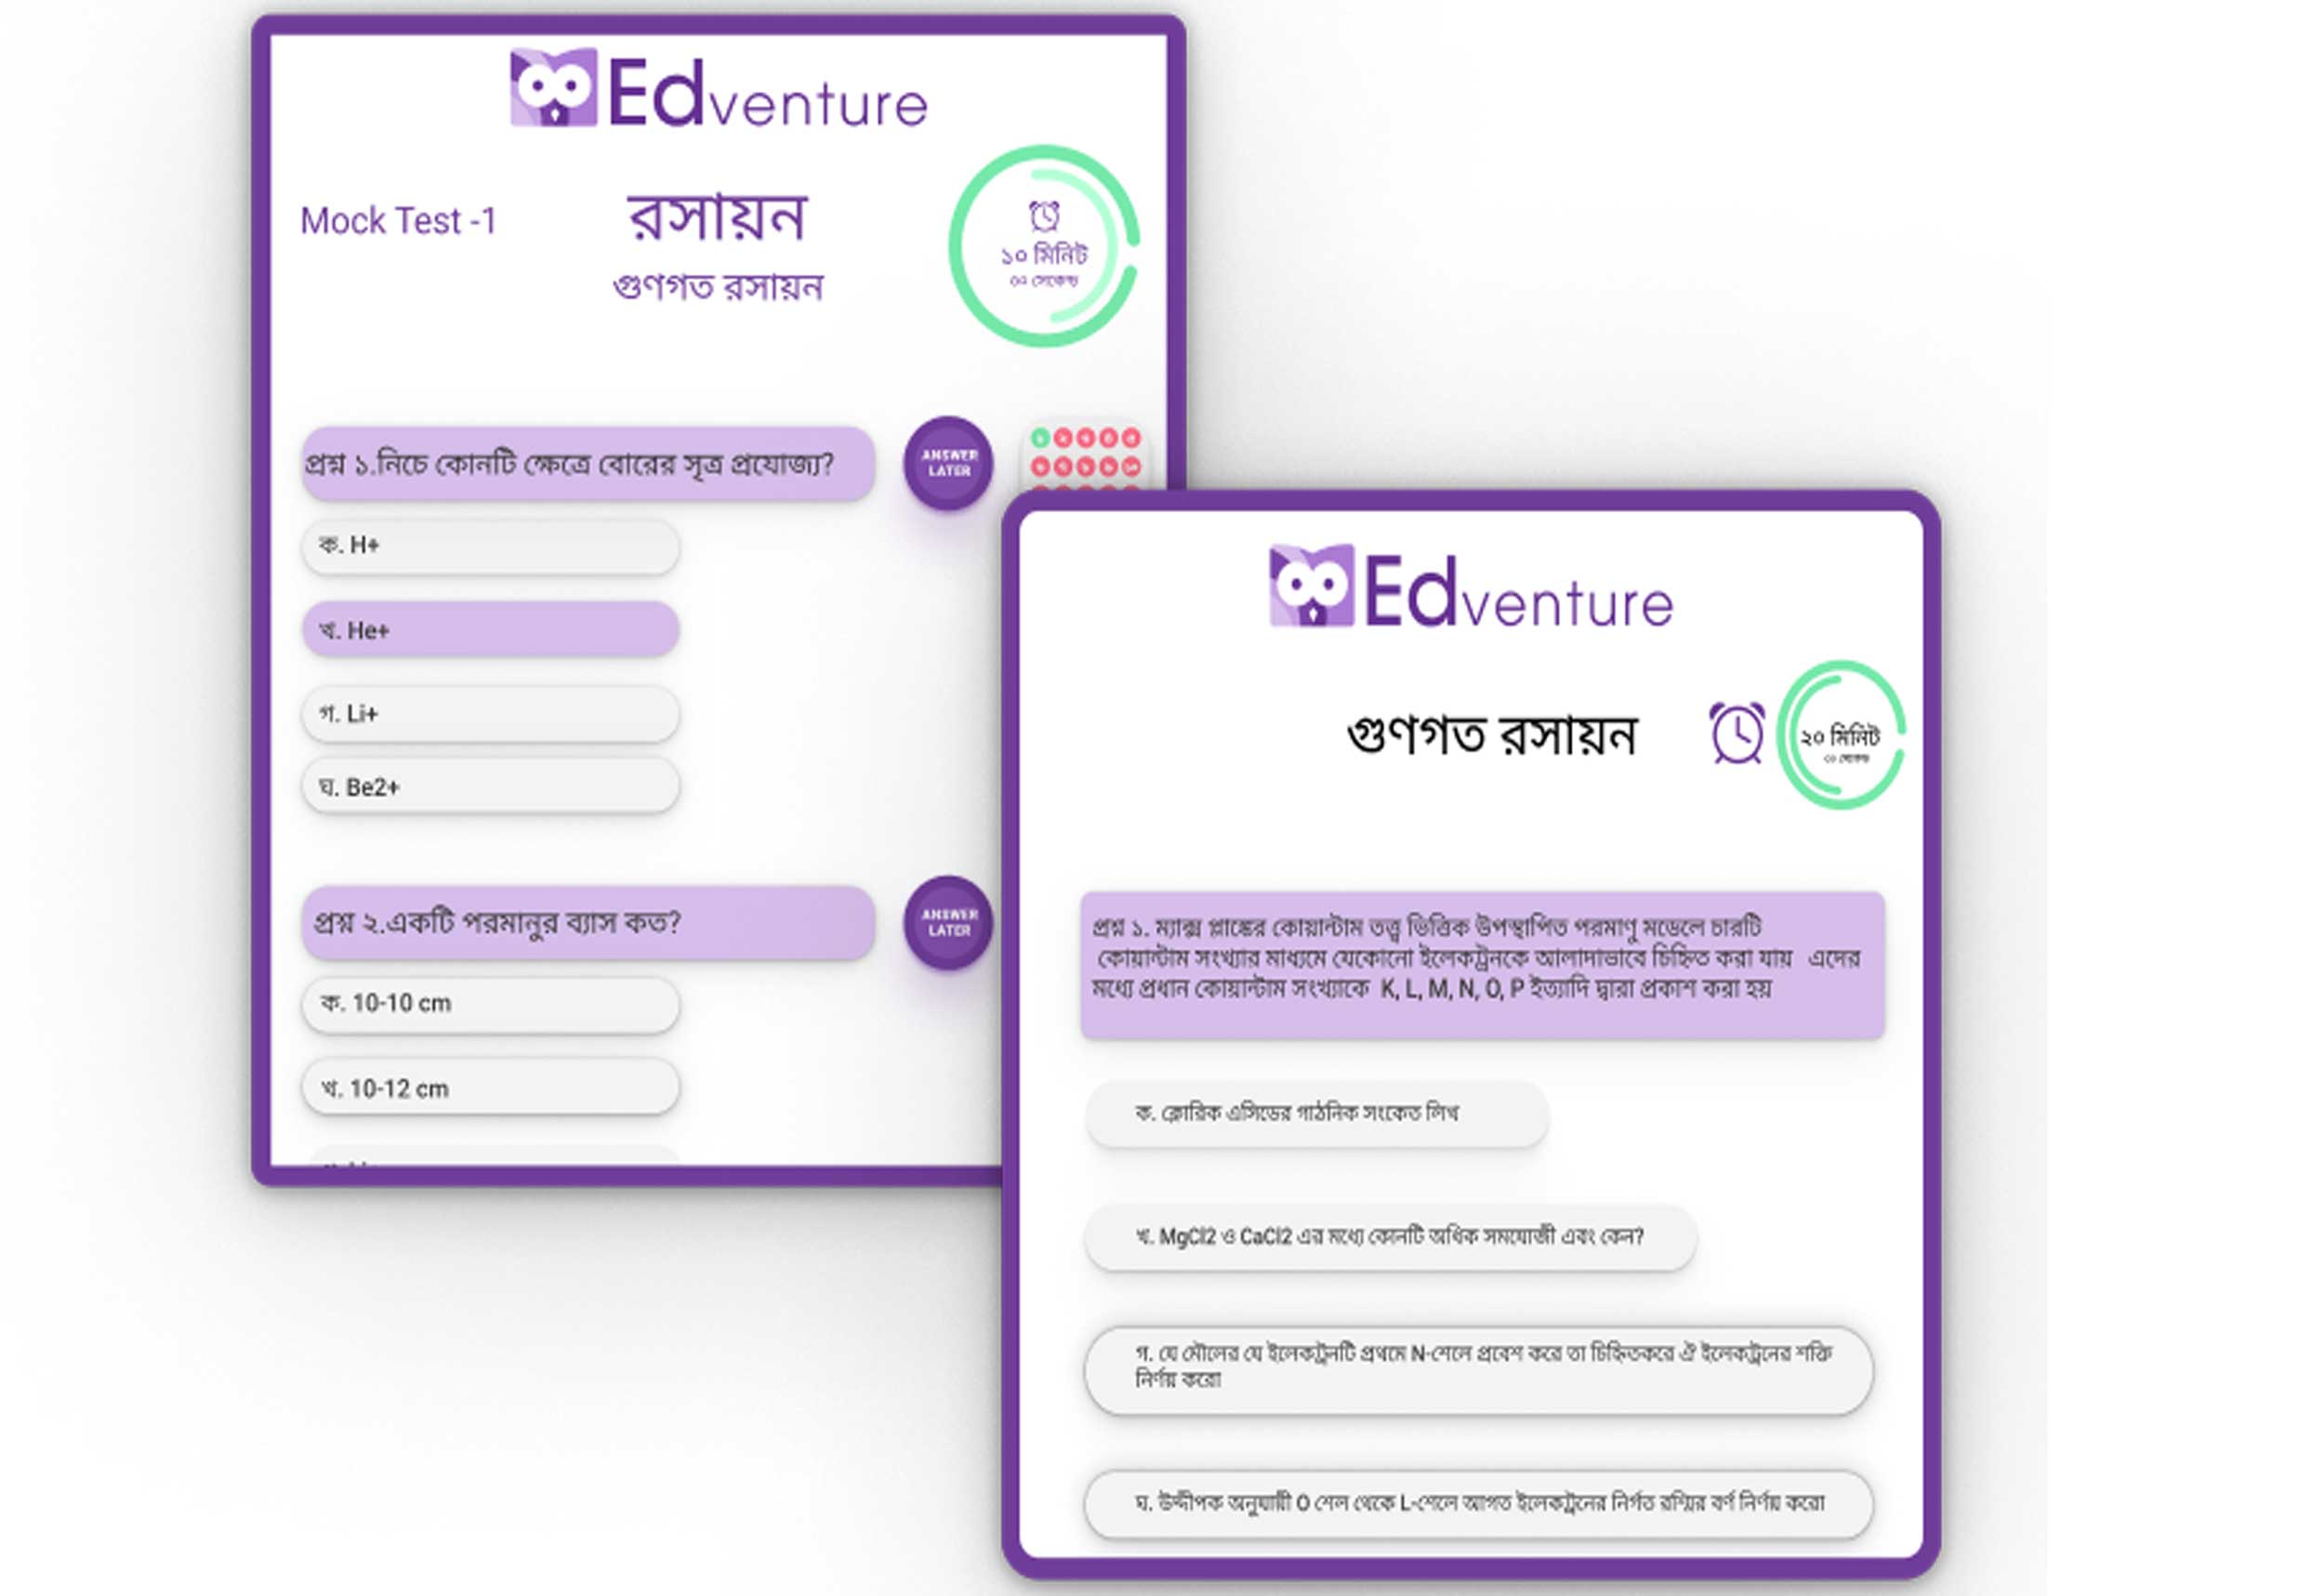 Edventure
Mock Test -1
রসায়ন
গুণগত রসায়ন
১০ মিনিট
সেকেন্ড
প্রশ্ন ১.নিচে কোনটি ক্ষেত্রে বোরের সূত্র প্রযোজ্য?
ANSWER
LATER
ক. H+
খ. He+
গ. Li+
ঘ. Be2+
প্রশ্ন ২.একটি পরমানুর ব্যাস কত?
ANSWER
LATER
ক. 10-10 cm
খ. 10-12 cm
Edventure
গুণগত রসায়ন
২০ মিনিট
সেকেন্ড
প্রশ্ন ১. ম্যাক্স প্লাঙ্কের কোয়ান্টাম তত্ত্ব ভিত্তিক উপস্থাপিত পরমাণু মডেলে চারটি
কোয়ান্টাম সংখ্যার মাধ্যমে যেকোনো ইলেকট্রনকে আলাদাভাবে চিহ্নিত করা যায় এদের
মধ্যে প্রধান কোয়ান্টাম সংখ্যাকে K, L, M, N, O, P ইত্যাদি দ্বারা প্রকাশ করা হয়
ক. ক্লোরিক এসিডের গাঠনিক সংকেত লিখ
খ. MgCl2 ও CaCl2 এর মধ্যে কোনটি অধিক সমযোজী এবং কেন?
গ. যে মৌলের যে ইলেকট্রনটি প্রথমে N-শেলে প্রবেশ করে তা চিহ্নিতকরে ঐ ইলেকট্রনের শক্তি
নির্ণয় করো
ঘ. উদ্দীপক অনুযায়ী O শেল থেকে L-শেলে আগত ইলেকট্রনের নির্গত রশ্মির বর্ণ নির্ণয় করো